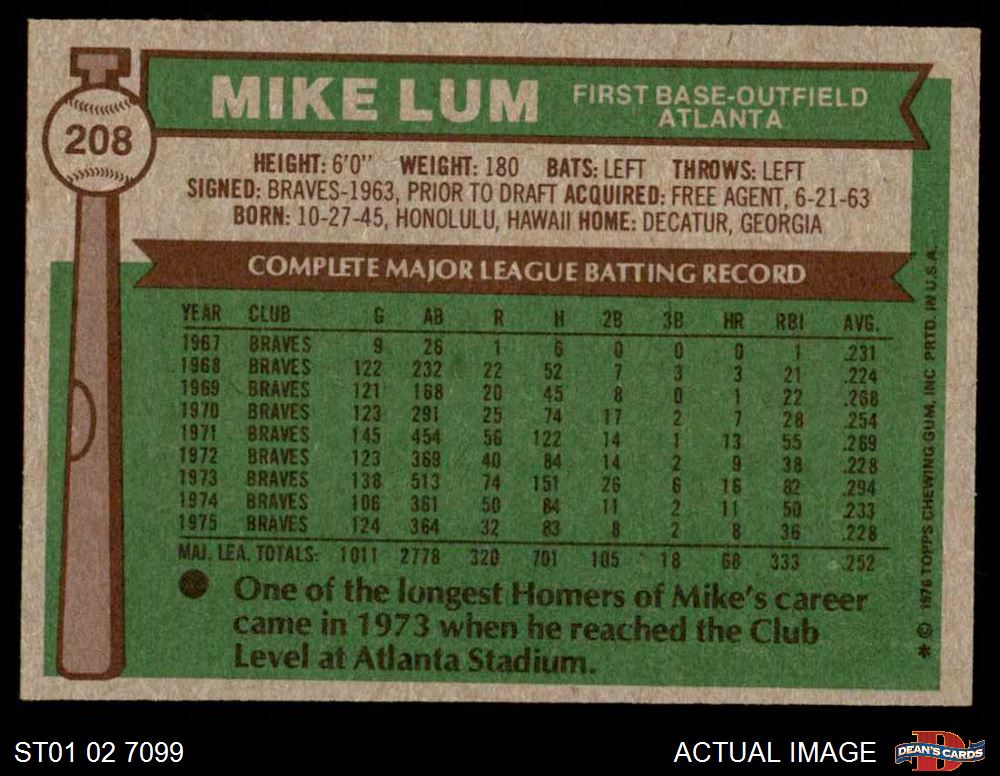 208
MIKE LUM
FIRST BASE-OUTFIELD
ATLANTA
HEIGHT: 6'0" WEIGHT: 180 BATS: LEFT THROWS: LEFT
SIGNED: BRAVES-1963, PRIOR TO DRAFT ACQUIRED: FREE AGENT, 6-21-63
BORN: 10-27-45, HONOLULU, HAWAII HOME: DECATUR, GEORGIA
COMPLETE MAJOR LEAGUE BATTING RECORD
YEAR CLUB G AB R H 2B 3B HR RBI AVG.
1967 BRAVES 9 26 1 6 0 0 0 1 .231
1968 BRAVES 122 232 22 52 7 3 3 21 .224
1969 BRAVES 121 168 20 45 8 0 1 22 .268
1970 BRAVES 123 291 25 74 17 2 7 28 .254
1971 BRAVES 145 454 56 122 14 1 13 55 .269
1972 BRAVES 123 369 40 84 14 2 9 38 .228
1973 BRAVES 138 513 74 151 26 6 16 82 .294
1974 BRAVES 106 361 50 84 11 2 11 50 .233
1975 BRAVES 124 364 32 83 8 2 8 36 .228
MAJ. LEA. TOTALS: 1011 2778 320 701 105 18 68 333 .252
One of the longest Homers of Mike's career
came in 1973 when he reached the Club
Level at Atlanta Stadium.
* © 1976 TOPPS CHEWING GUM, INC PRTD. IN U.S.A.
ST01 02 7099
ACTUAL IMAGE
DEAN'S CARDS